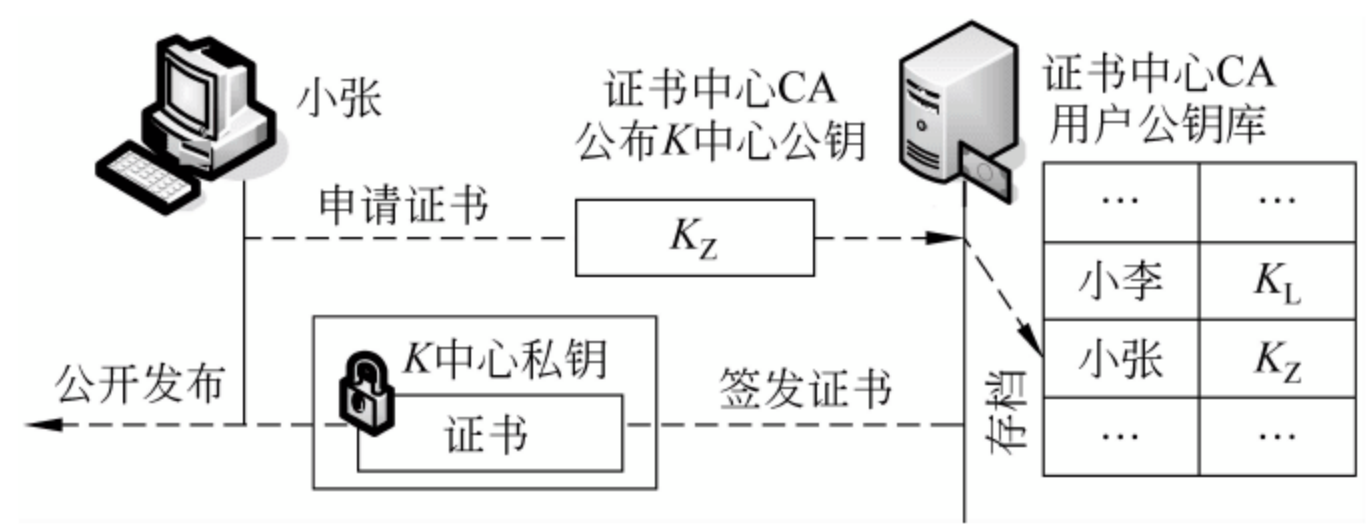 小张
证书中心CA
公布K中心公钥
证书中心CA
用户公钥库
申请证书
K_Z
… …
小李 K_L
小张 K_Z
… …
存档
公开发布
K中心私钥
证书
签发证书